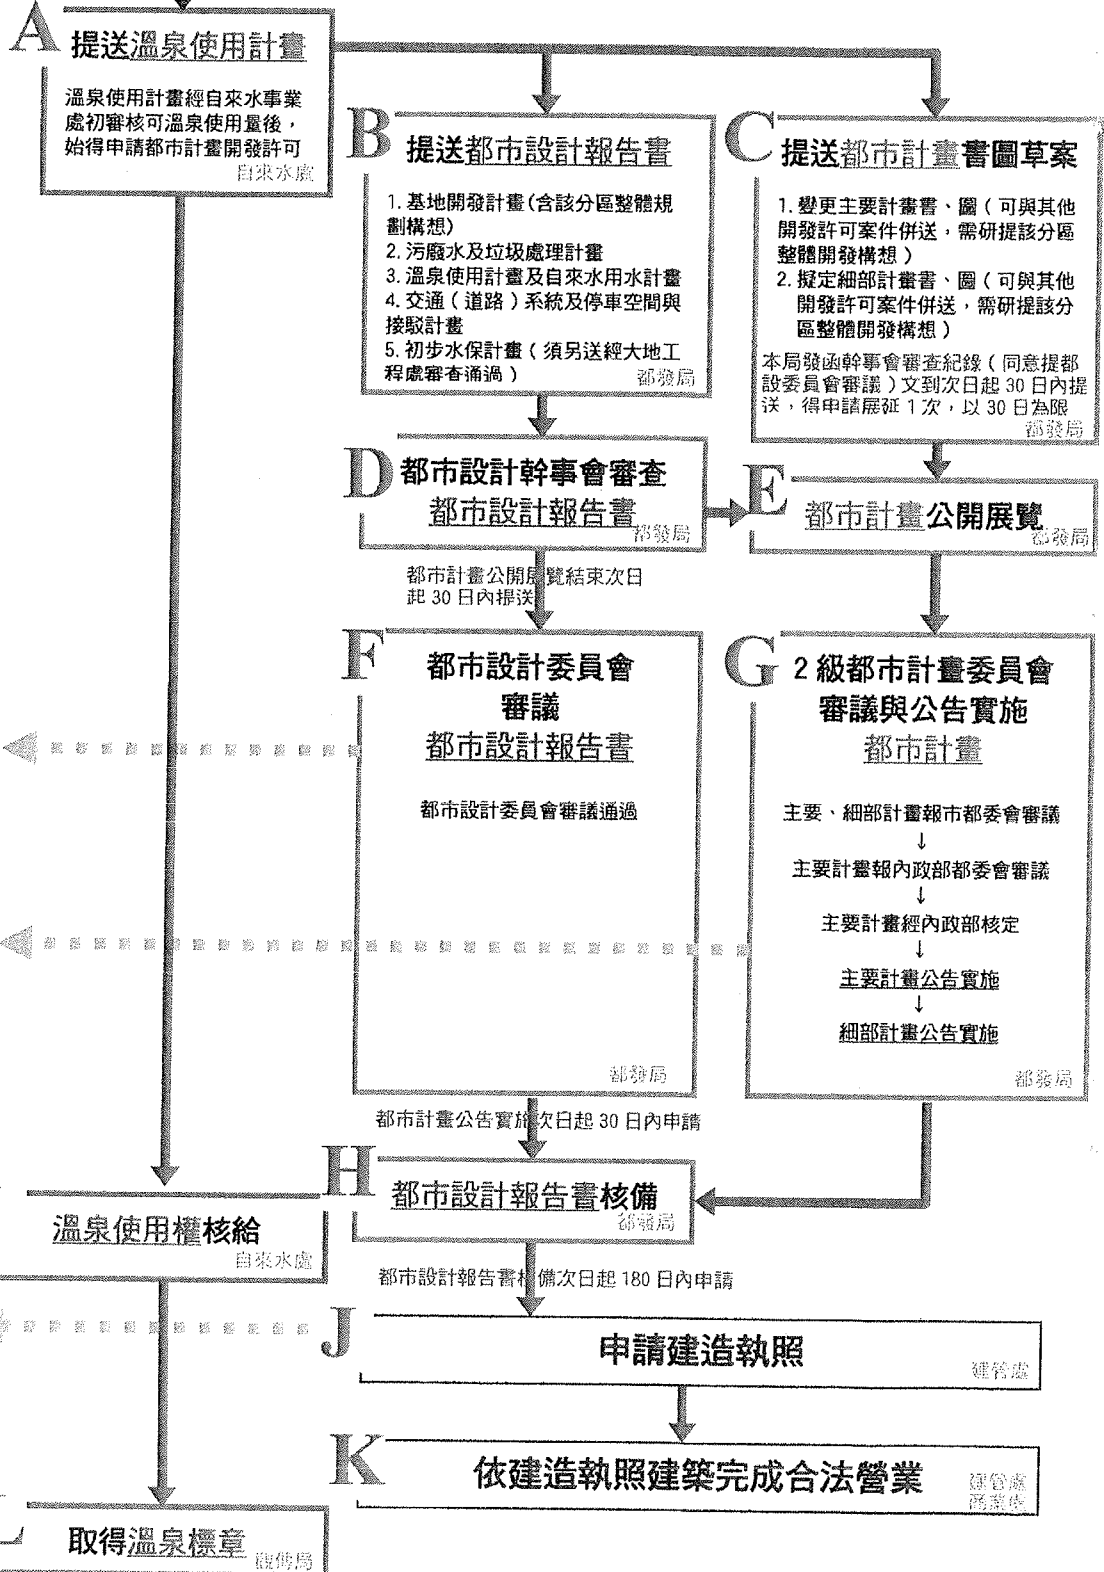 A
提送溫泉使用計畫
溫泉使用計畫經自來水事業
處初審核可溫泉使用量後，
始得申請都市計畫開發許可
自來水處
B
提送都市設計報告書
1. 基地開發計畫(含該分區整體規
劃構想)
2. 污廢水及垃圾處理計畫
3. 溫泉使用計畫及自來水用水計畫
4. 交通（道路）系統及停車空間與
接駁計畫
5. 初步水保計畫（須另送經大地工
程處審查通過）
都發局
C
提送都市計畫書圖草案
1. 變更主要計畫書、圖（可與其他
開發許可案件併送，需研提該分區
整體開發構想）
2. 擬定細部計畫書、圖（可與其他
開發許可案件併送，需研提該分
區整體開發構想）
本局發函幹事會審查紀錄（同意提都
設委員會審議）文到次日起 30 日內提
送，得申請展延 1 次，以 30 日為限
都發局
D
都市設計幹事會審查
都市設計報告書
都發局
E
都市計畫公開展覽
都發局
都市計畫公開展覽結束次日
起 30 日內提送
F
都市設計委員會
審議
都市設計報告書
都市設計委員會審議通過
都發局
G
2 級都市計畫委員會
審議與公告實施
都市計畫
主要、細部計畫報市都委會審議
↓
主要計畫報內政部都委會審議
↓
主要計畫經內政部核定
↓
主要計畫公告實施
↓
細部計畫公告實施
都發局
都市計畫公告實施次日起 30 日內申請
H
都市設計報告書核備
都發局
溫泉使用權核給
自來水處
都市設計報告書核備次日起 180 日內申請
J
申請建造執照
建管處
K
依建造執照建築完成合法營業
建管處
商業處
L
取得溫泉標章
觀傳局